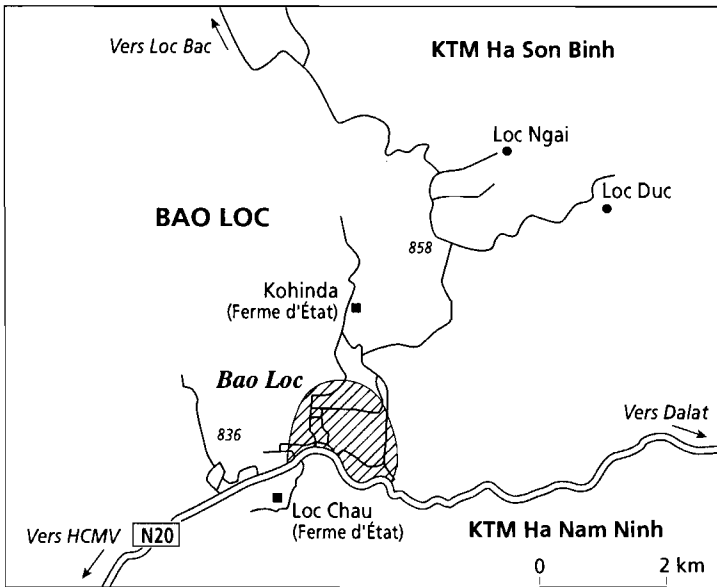 Vers Loc Bac
KTM Ha Son Binh
Loc Ngai
Loc Duc
BAO LOC
858
Kohinda
(Ferme d'État)
Bao Loc
Vers Dalat
836
Loc Chau
(Ferme d'État)
Vers HCMV
N20
KTM Ha Nam Ninh
0 2 km